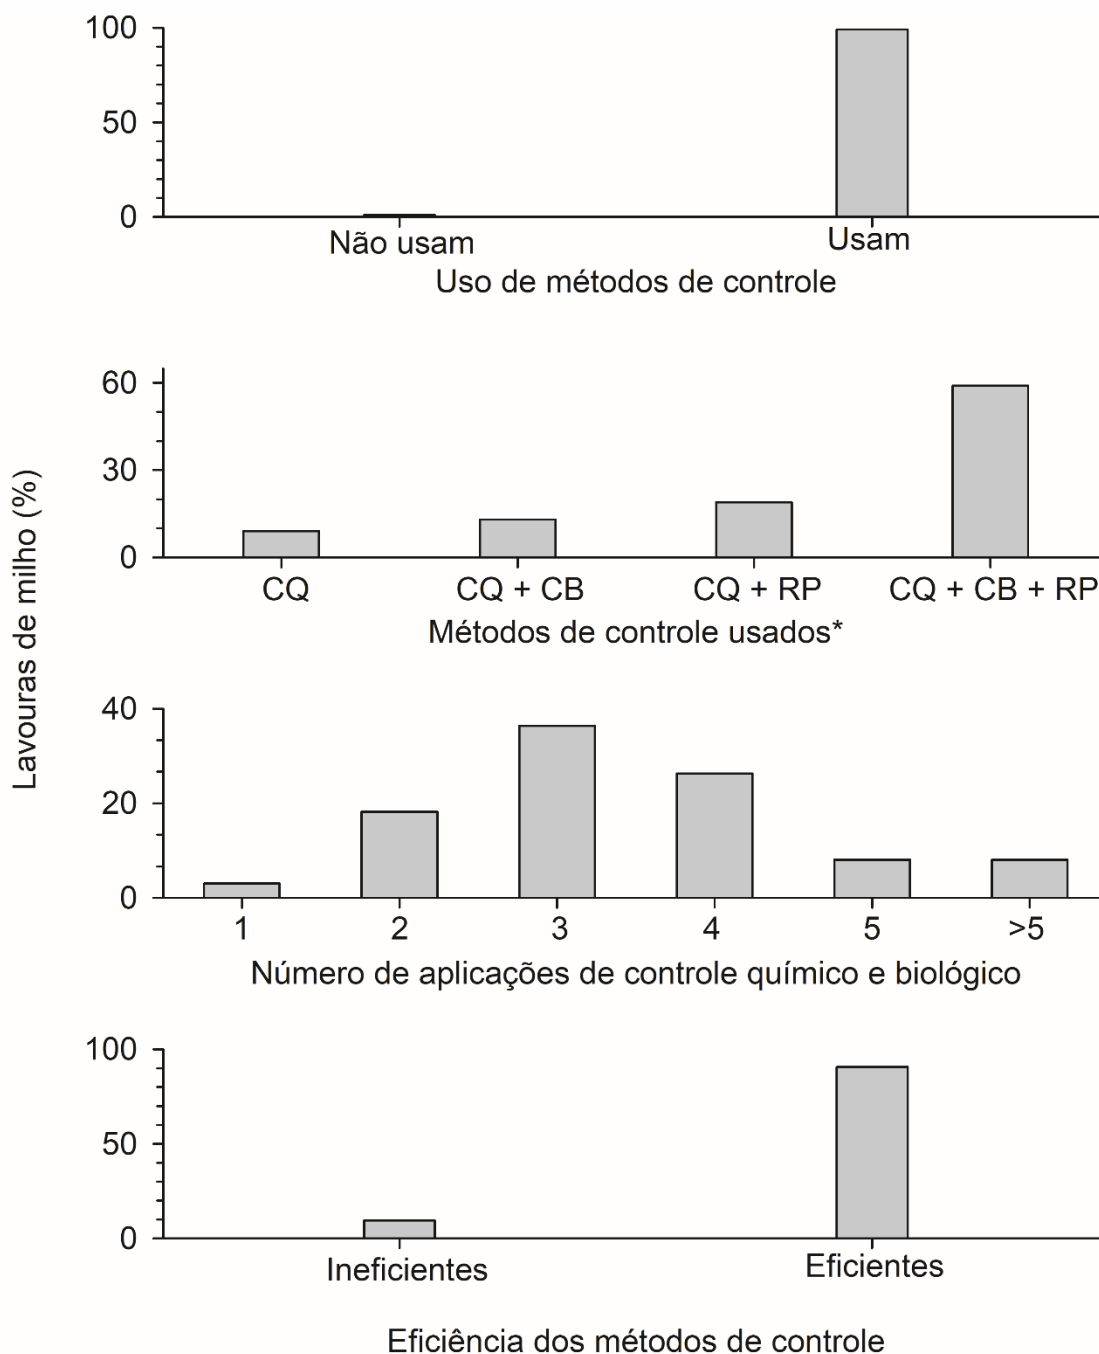 100
50
0
Não usam
Usam
Uso de métodos de controle
60
30
0
CQ
CQ + CB
CQ + RP
CQ + CB + RP
Métodos de controle usados*
Lavouras de milho (%)
40
20
0
1
2
3
4
5
>5
Número de aplicações de controle químico e biológico
100
50
0
Ineficientes
Eficientes
Eficiência dos métodos de controle